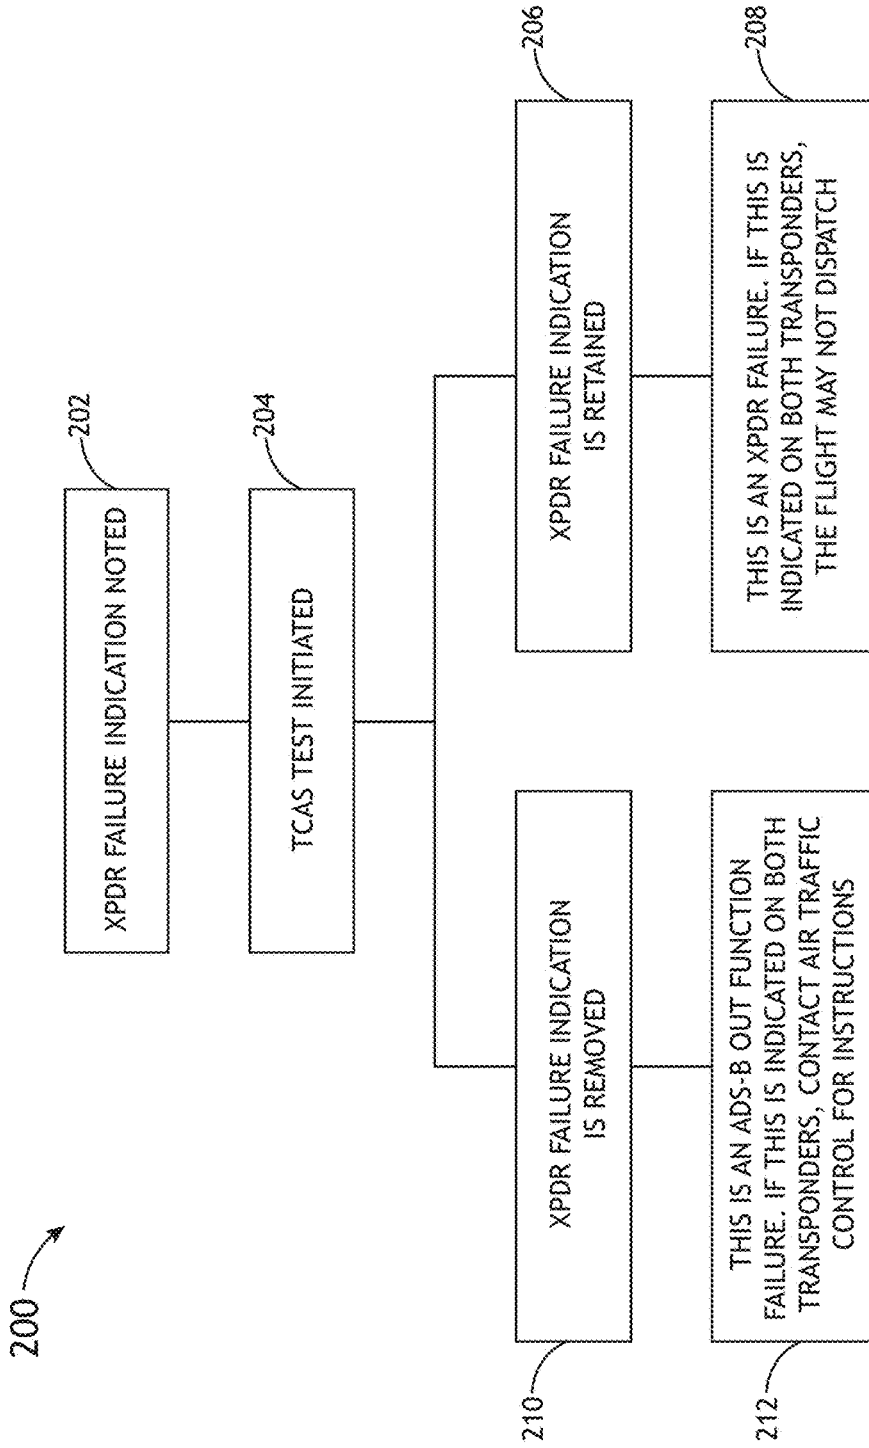 200
XPDR FAILURE INDICATION NOTED
202
TCAS TEST INITIATED
204
XPDR FAILURE INDICATION
IS REMOVED
210
XPDR FAILURE INDICATION
IS RETAINED
206
THIS IS AN ADS-B OUT FUNCTION
FAILURE. IF THIS IS INDICATED ON BOTH
TRANSPONDERS, CONTACT AIR TRAFFIC
CONTROL FOR INSTRUCTIONS
212
THIS IS AN XPDR FAILURE. IF THIS IS
INDICATED ON BOTH TRANSPONDERS,
THE FLIGHT MAY NOT DISPATCH
208